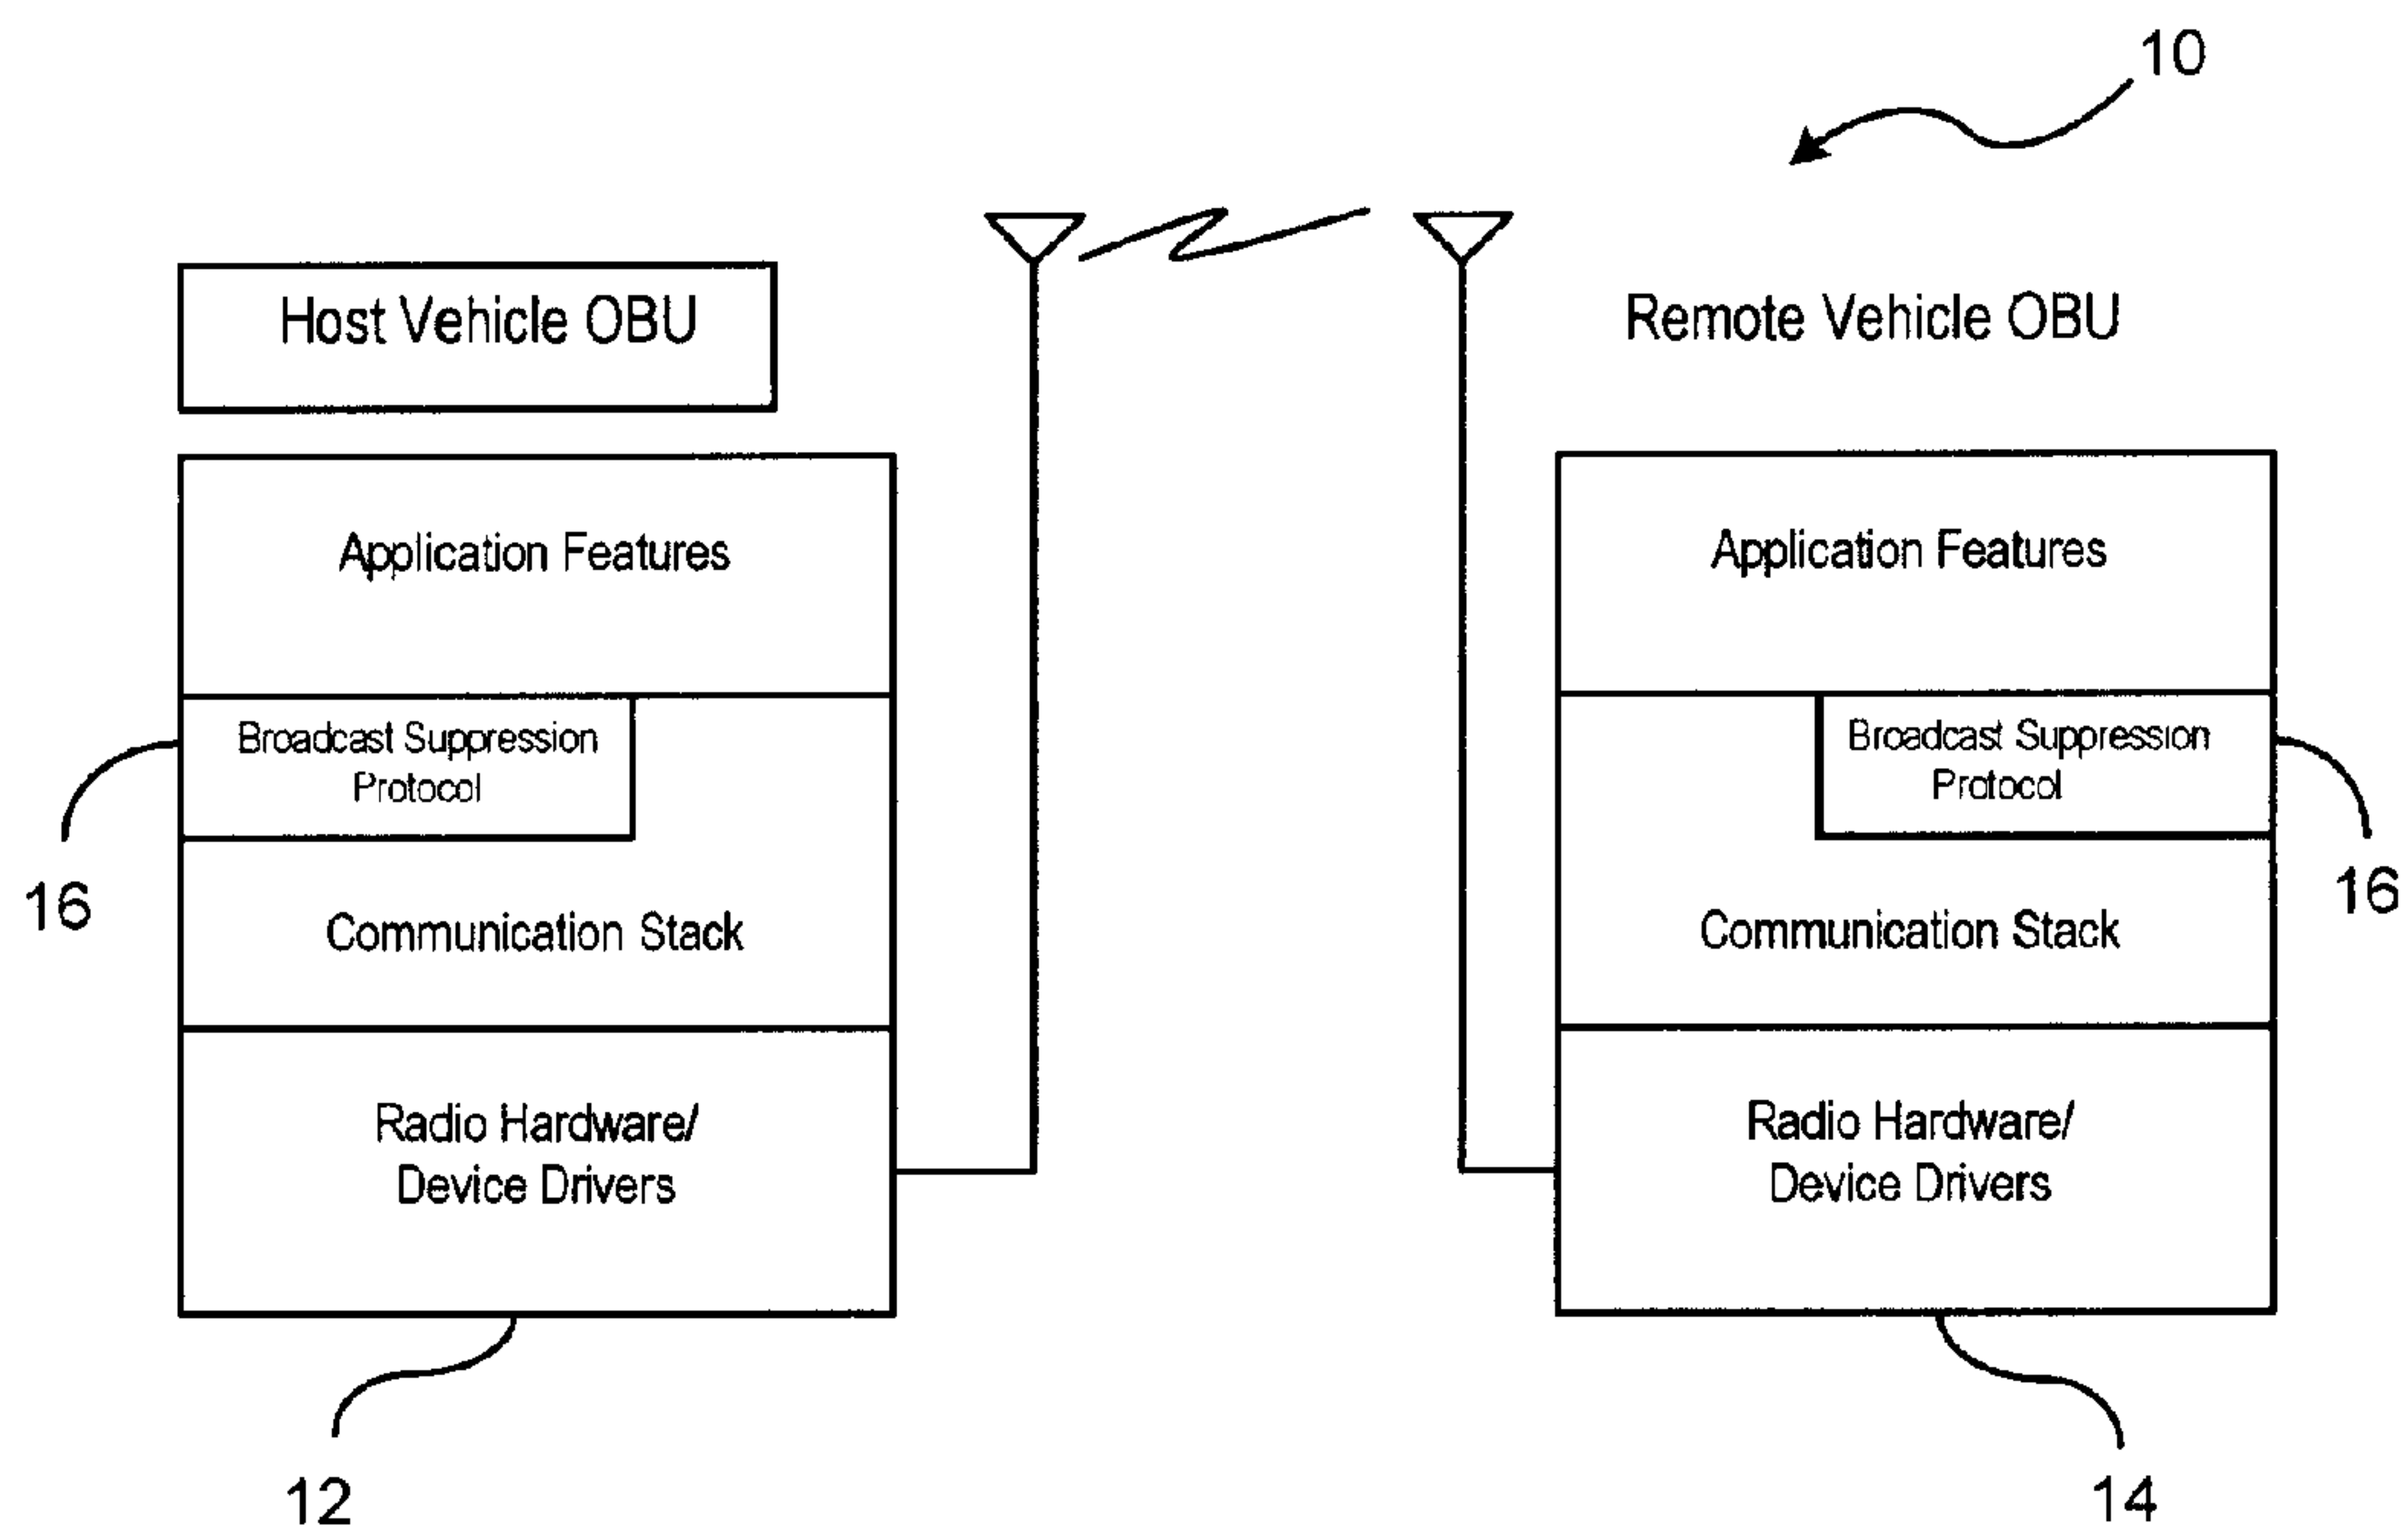 10
Host Vehicle OBU
Remote Vehicle OBU
Application Features
Application Features
Broadcast Suppression
Protocol
Broadcast Suppression
Protocol
16
16
Communication Stack
Communication Stack
Radio Hardware/
Device Drivers
Radio Hardware/
Device Drivers
12
14